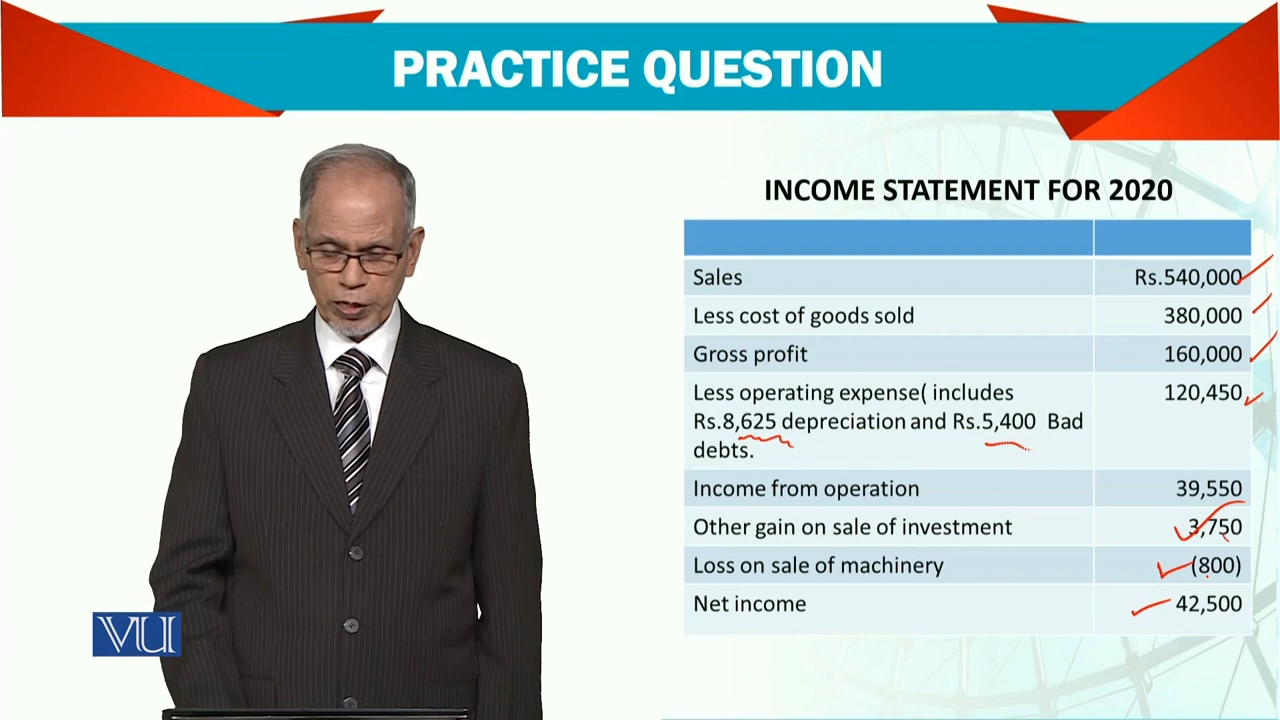 PRACTICE QUESTION
INCOME STATEMENT FOR 2020
Sales Rs.540,000
Less cost of goods sold 380,000
Gross profit 160,000
Less operating expense( includes 120,450
Rs.8,625 depreciation and Rs.5,400 Bad
debts.
Income from operation 39,550
Other gain on sale of investment 3,750
Loss on sale of machinery (800)
Net income 42,500
VU